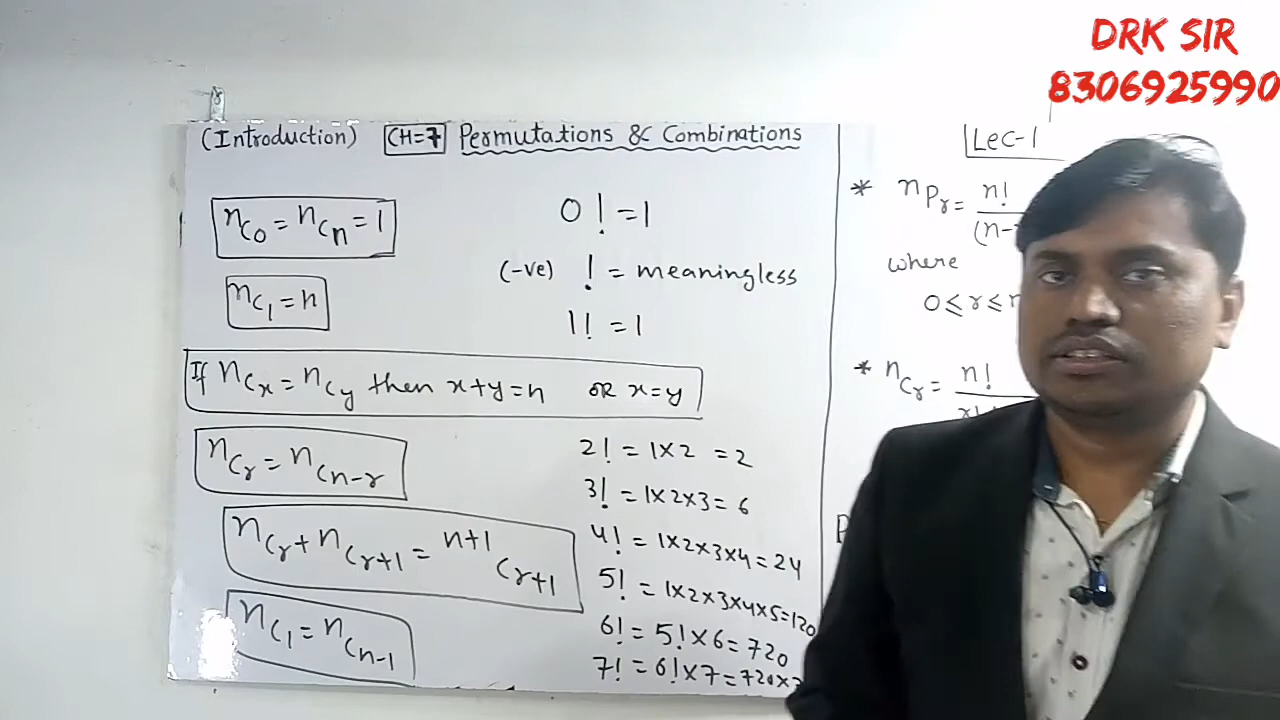 DRK SIR
8306925990
(Introduction) CH=7 Permutations & Combinations
nC0 = nCn = 1
nC1 = n
0! = 1
(-ve) ! = meaningless
1! = 1
If nCx = nCy then x+y=n OR x=y
nCr = nCn-r
nCr + nCr+1 = n+1Cr+1
nC1 = nCn-1
2! = 1×2 = 2
3! = 1×2×3 = 6
4! = 1×2×3×4 = 24
5! = 1×2×3×4×5=120
6! = 5!×6 = 720
7! = 6!×7 = 720×
Lec-1
* nPr = n!
(n-
where
0≤r≤
* nCr = n!